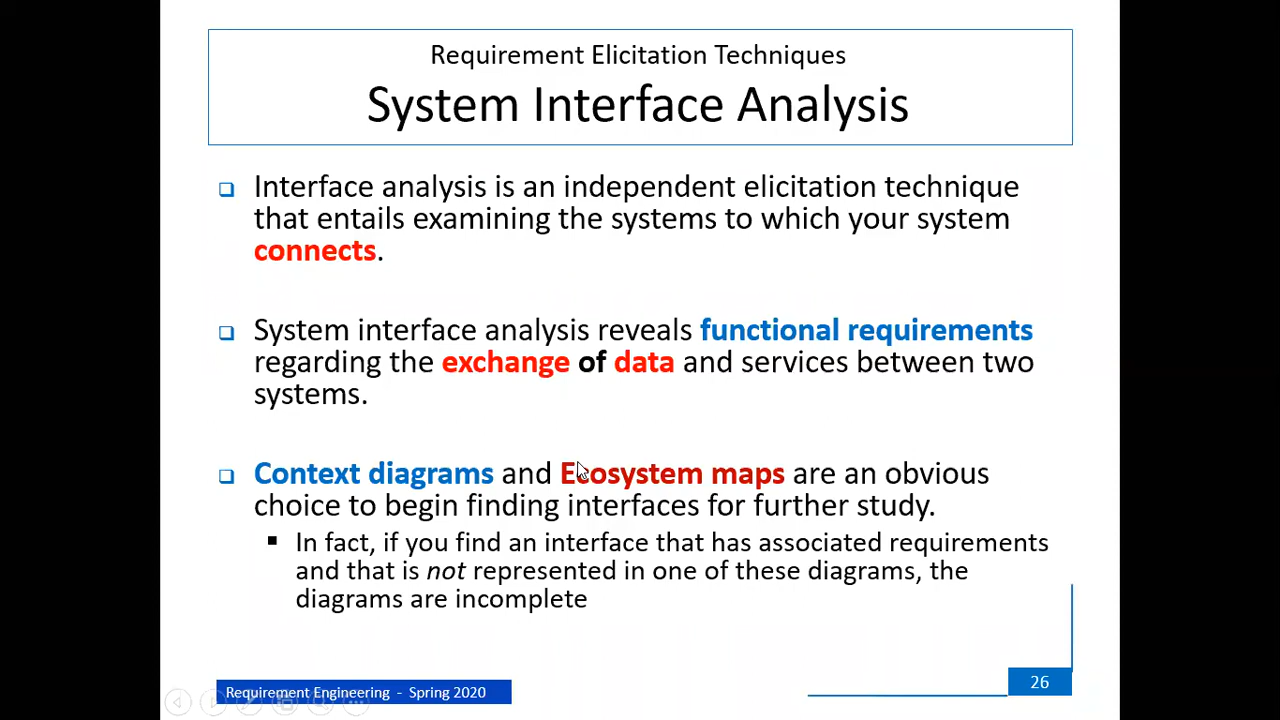 Requirement Elicitation Techniques
System Interface Analysis
Interface analysis is an independent elicitation technique
that entails examining the systems to which your system
connects.
System interface analysis reveals functional requirements
regarding the exchange of data and services between two
systems.
Context diagrams and Ecosystem maps are an obvious
choice to begin finding interfaces for further study.
In fact, if you find an interface that has associated requirements
and that is not represented in one of these diagrams, the
diagrams are incomplete
Requirement Engineering - Spring 2020
26